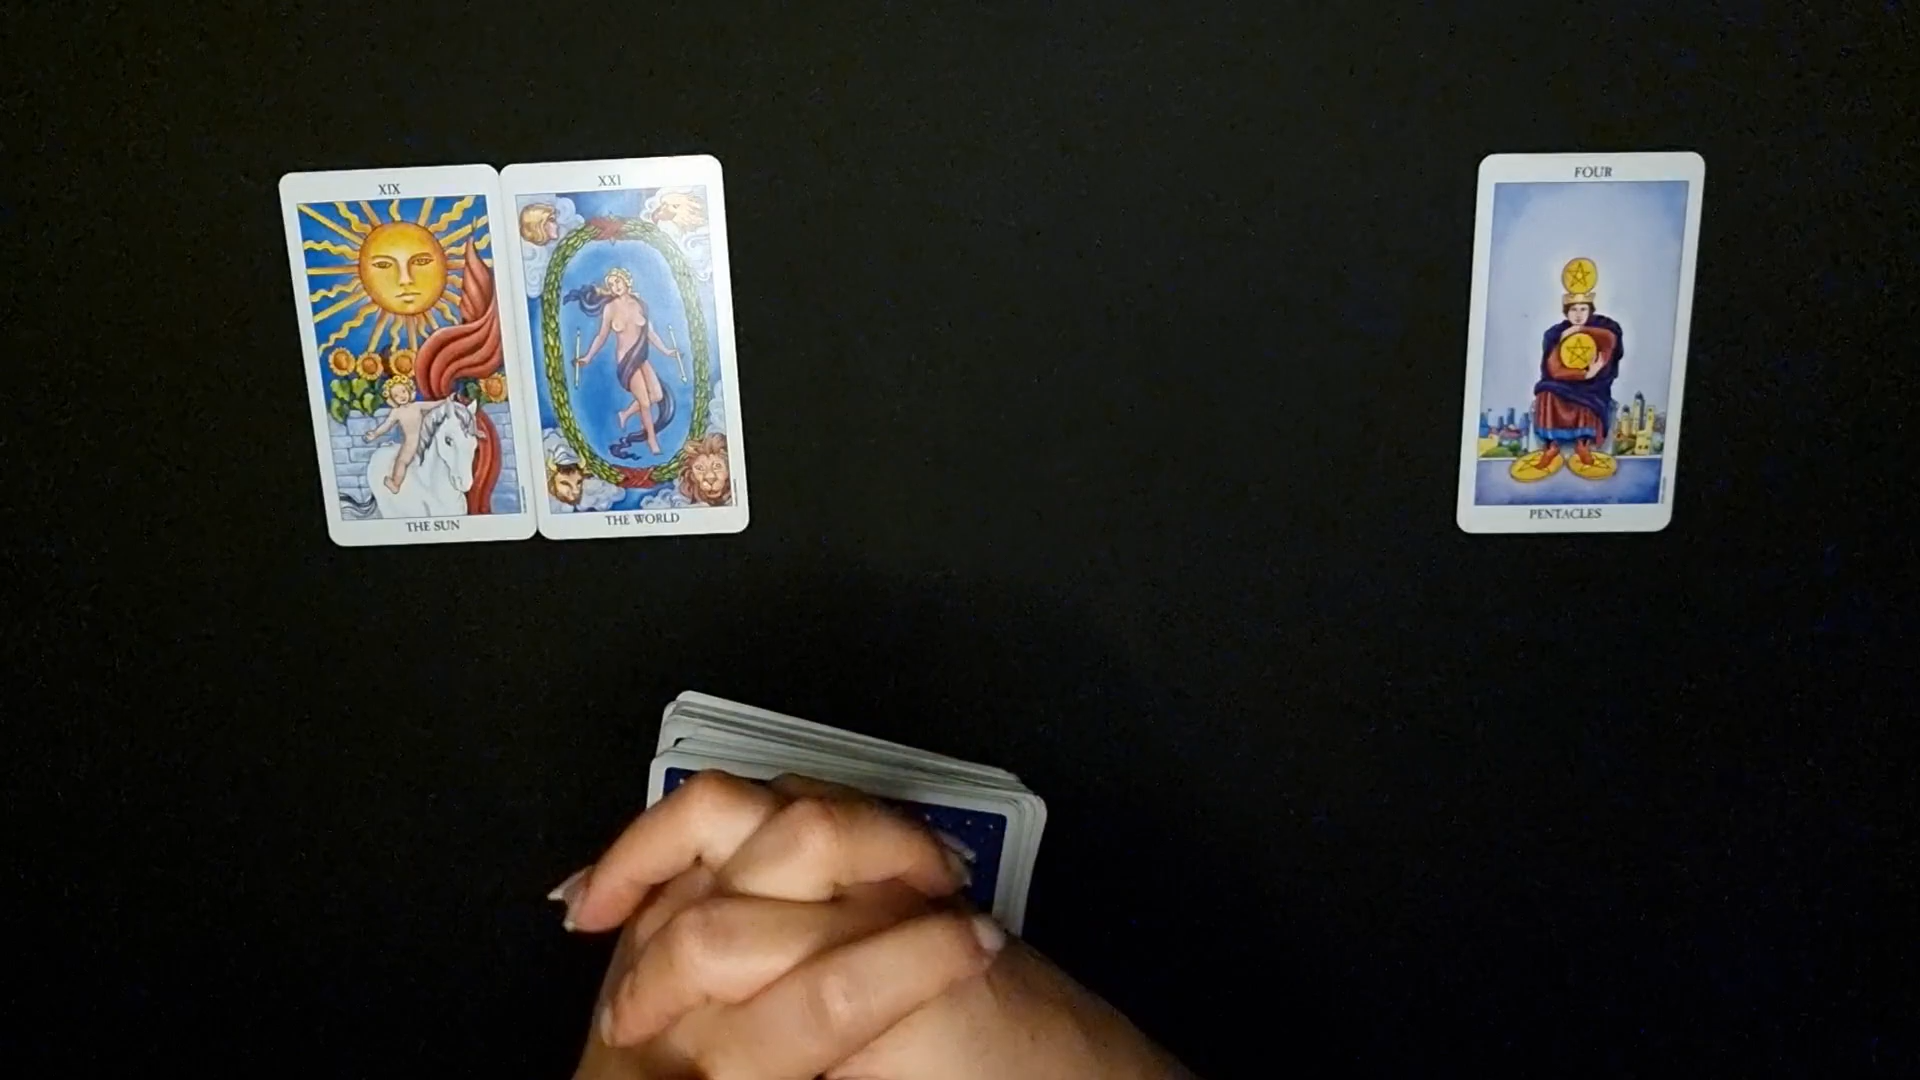 XIX
THE SUN
XXI
THE WORLD
FOUR
PENTACLES